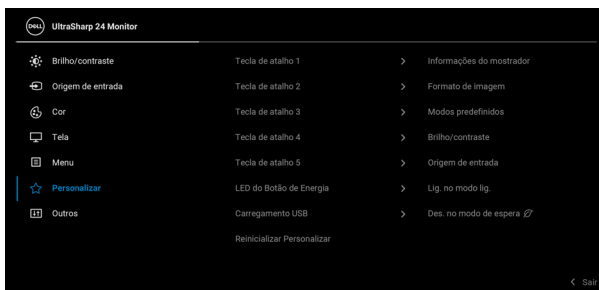 DELL UltraSharp 24 Monitor
Brilho/contraste Tecla de atalho 1 > Informações do mostrador
Origem de entrada Tecla de atalho 2 > Formato de imagem
Cor Tecla de atalho 3 > Modos predefinidos
Tela Tecla de atalho 4 > Brilho/contraste
Menu Tecla de atalho 5 > Origem de entrada
Personalizar LED do Botão de Energia > Lig. no modo lig.
Outros Carregamento USB > Des. no modo de espera
Reinicializar Personalizar
< Sair